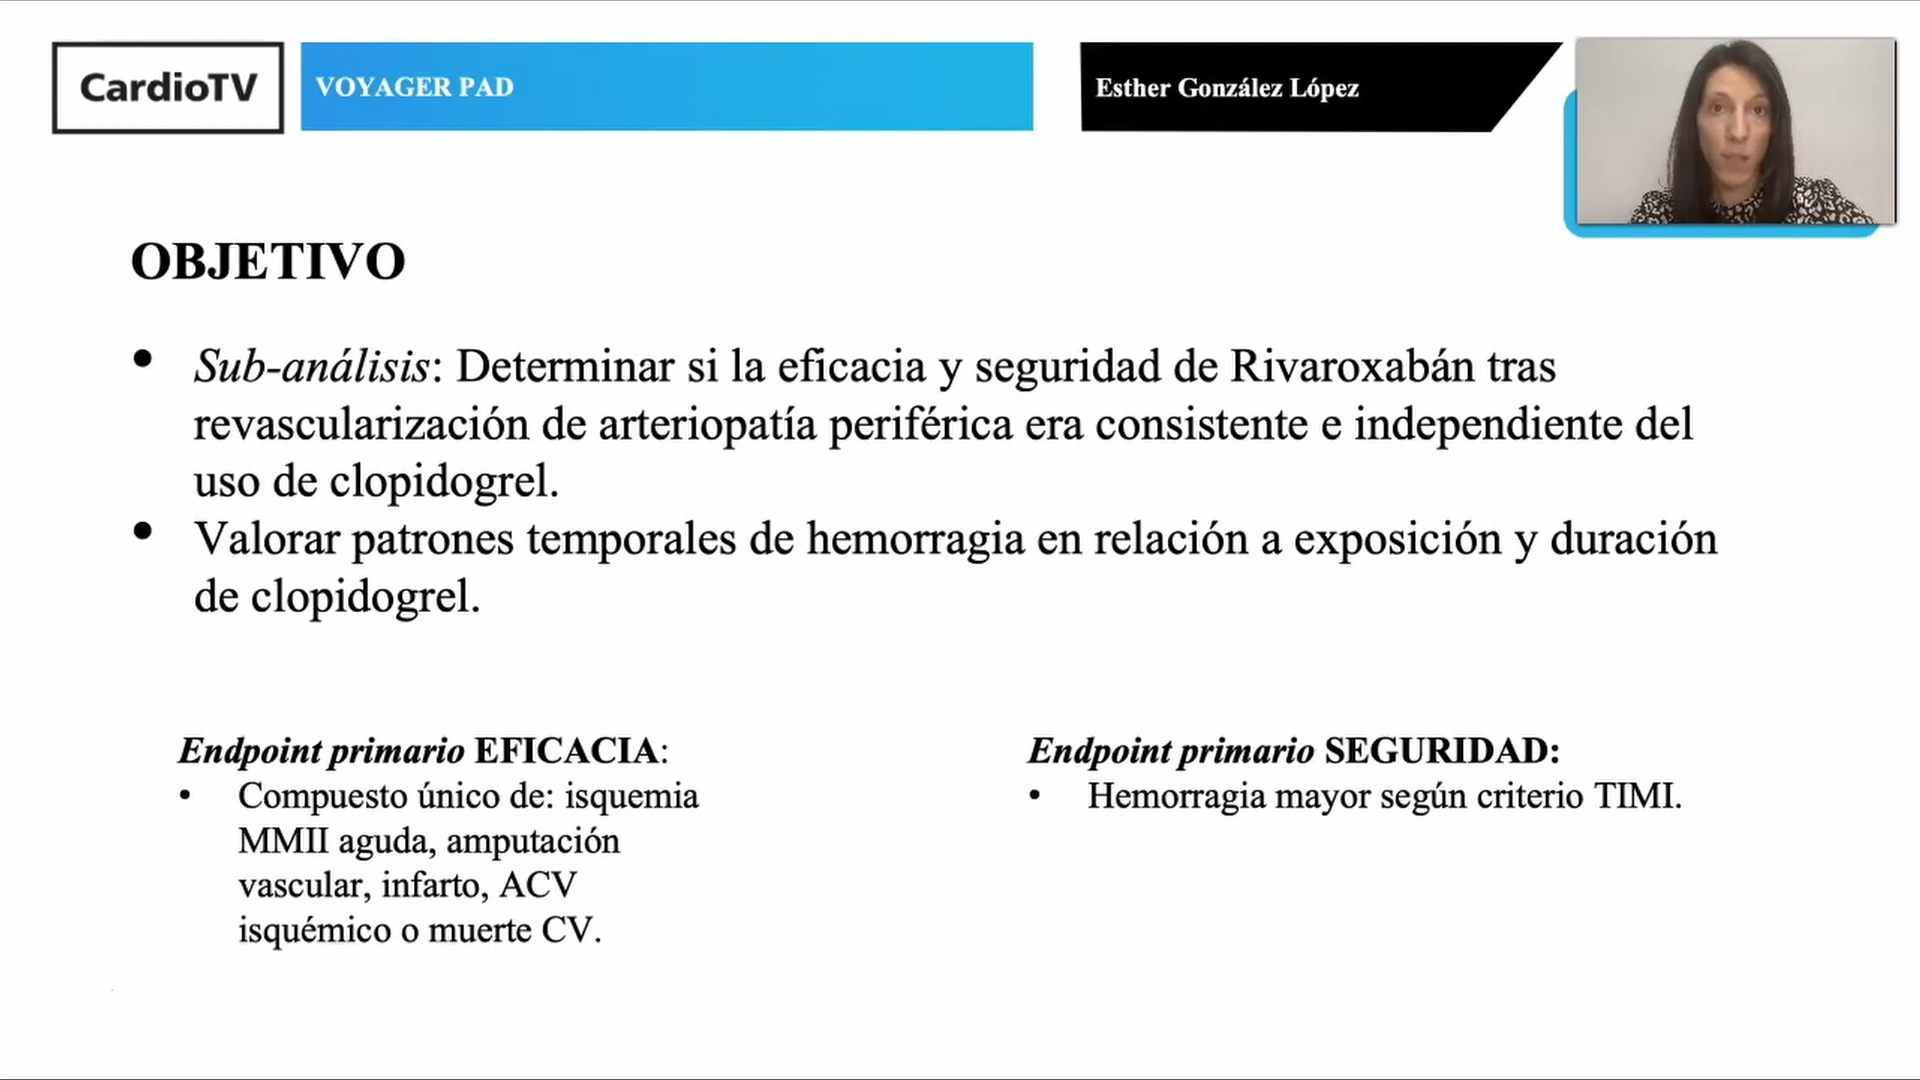 CardioTV
VOYAGER PAD
Esther González López
OBJETIVO
• Sub-análisis: Determinar si la eficacia y seguridad de Rivaroxabán tras
revascularización de arteriopatía periférica era consistente e independiente del
uso de clopidogrel.
• Valorar patrones temporales de hemorragia en relación a exposición y duración
de clopidogrel.
Endpoint primario EFICACIA:
• Compuesto único de: isquemia
MMII aguda, amputación
vascular, infarto, ACV
isquémico o muerte CV.
Endpoint primario SEGURIDAD:
• Hemorragia mayor según criterio TIMI.